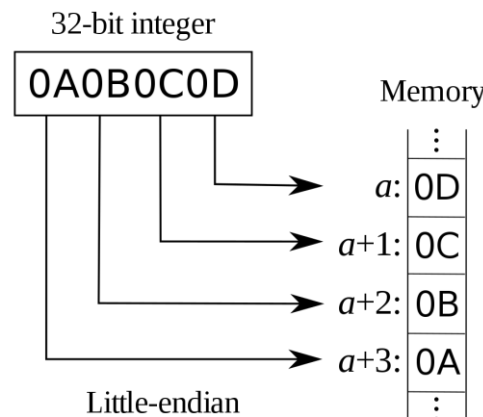 32-bit integer
0A0B0C0D
Memory
⋮
a: 0D
a+1: 0C
a+2: 0B
a+3: 0A
⋮
Little-endian